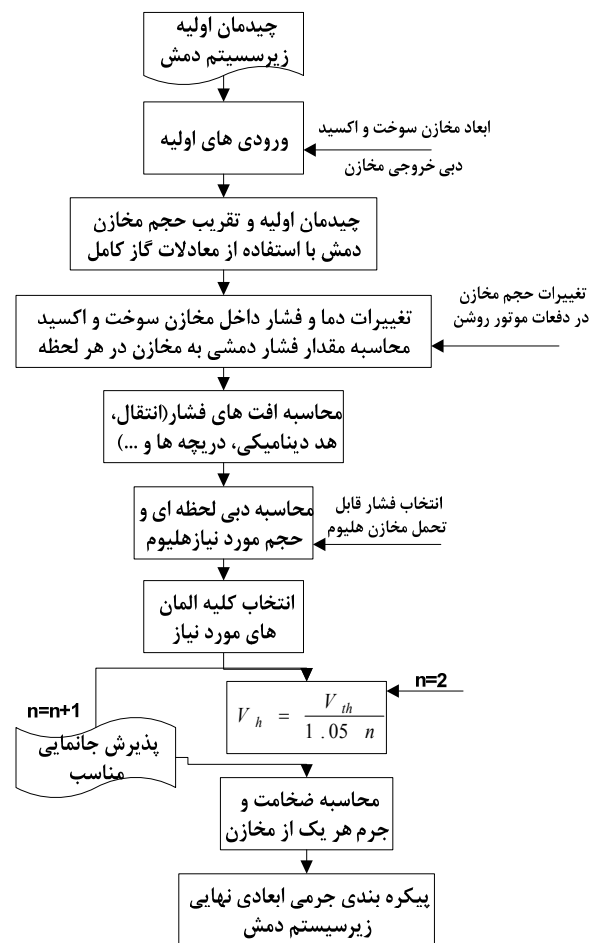 چیدمان اولیه
زیرسسیتم دمش
ورودی های اولیه
ابعاد مخازن سوخت و اکسید
دبی خروجی مخازن
چیدمان اولیه و تقریب حجم مخازن
دمش با استفاده از معادلات گاز کامل
تغییرات دما و فشار داخل مخازن سوخت و اکسید
محاسبه مقدار فشار دمشی به مخازن در هر لحظه
تغییرات حجم مخازن
در دفعات موتور روشن
محاسبه افت های فشار(انتقال،
هد دینامیکی، دریچه ها و ...)
محاسبه دبی لحظه ای و
حجم مورد نیازهلیوم
انتخاب فشار قابل
تحمل مخازن هلیوم
انتخاب کلیه المان
های مورد نیاز
n=2
V h = V th / 1 . 05 n
n=n+1
پذیرش جانمایی
مناسب
محاسبه ضخامت و
جرم هر یک از مخازن
پیکره بندی جرمی ابعادی نهایی
زیرسیستم دمش